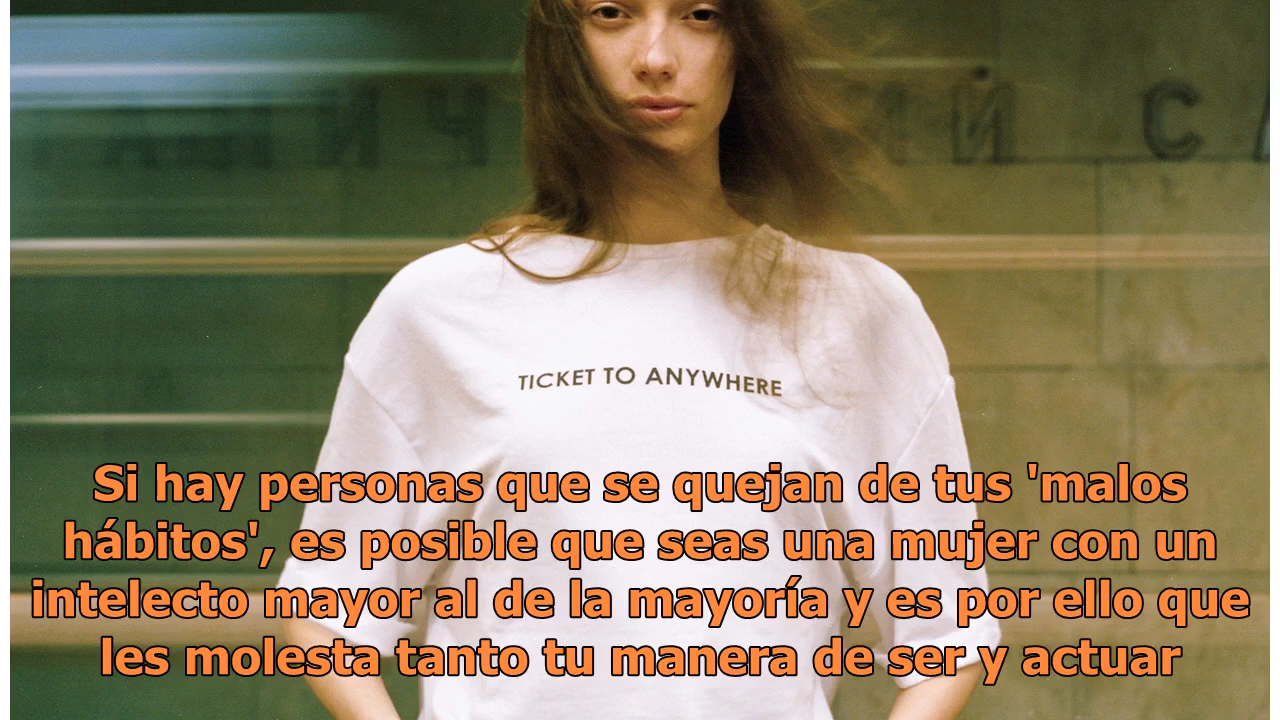 ИЧ Й С
TICKET TO ANYWHERE
Si hay personas que se quejan de tus 'malos
hábitos', es posible que seas una mujer con un
intelecto mayor al de la mayoría y es por ello que
les molesta tanto tu manera de ser y actuar